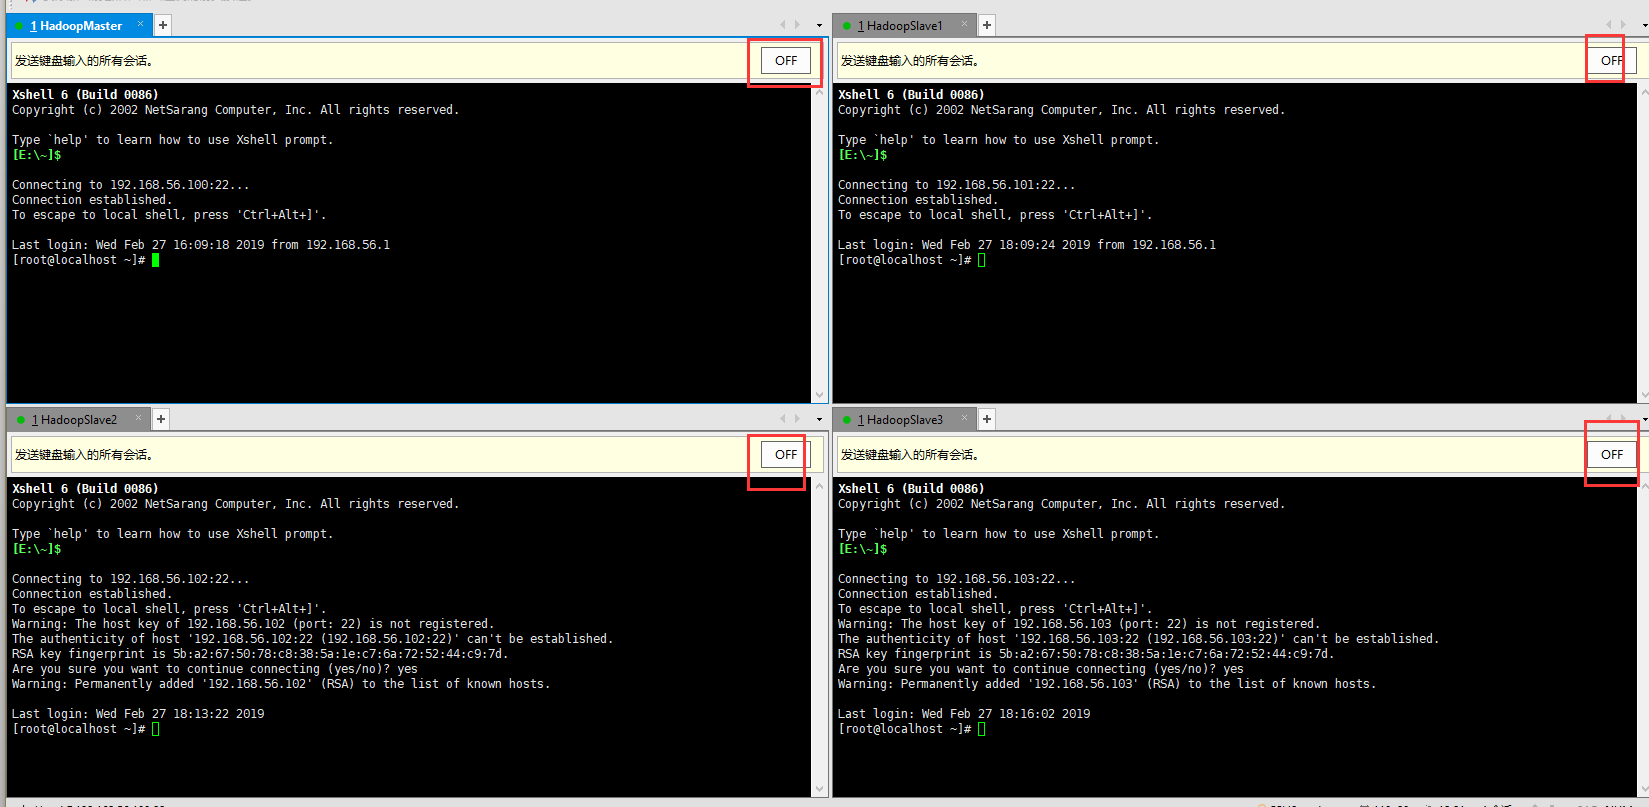 1 HadoopMaster × +
发送键盘输入的所有会话。 OFF
Xshell 6 (Build 0086)
Copyright (c) 2002 NetSarang Computer, Inc. All rights reserved.
Type `help' to learn how to use Xshell prompt.
[E:\~]$
Connecting to 192.168.56.100:22...
Connection established.
To escape to local shell, press 'Ctrl+Alt+]'.
Last login: Wed Feb 27 16:09:18 2019 from 192.168.56.1
[root@localhost ~]#
1 HadoopSlave1 × +
发送键盘输入的所有会话。 OFF
Xshell 6 (Build 0086)
Copyright (c) 2002 NetSarang Computer, Inc. All rights reserved.
Type `help' to learn how to use Xshell prompt.
[E:\~]$
Connecting to 192.168.56.101:22...
Connection established.
To escape to local shell, press 'Ctrl+Alt+]'.
Last login: Wed Feb 27 18:09:24 2019 from 192.168.56.1
[root@localhost ~]#
1 HadoopSlave2 × +
发送键盘输入的所有会话。 OFF
Xshell 6 (Build 0086)
Copyright (c) 2002 NetSarang Computer, Inc. All rights reserved.
Type `help' to learn how to use Xshell prompt.
[E:\~]$
Connecting to 192.168.56.102:22...
Connection established.
To escape to local shell, press 'Ctrl+Alt+]'.
Warning: The host key of 192.168.56.102 (port: 22) is not registered.
The authenticity of host '192.168.56.102:22 (192.168.56.102:22)' can't be established.
RSA key fingerprint is 5b:a2:67:50:78:c8:38:5a:1e:c7:6a:72:52:44:c9:7d.
Are you sure you want to continue connecting (yes/no)? yes
Warning: Permanently added '192.168.56.102' (RSA) to the list of known hosts.
Last login: Wed Feb 27 18:13:22 2019
[root@localhost ~]#
1 HadoopSlave3 × +
发送键盘输入的所有会话。 OFF
Xshell 6 (Build 0086)
Copyright (c) 2002 NetSarang Computer, Inc. All rights reserved.
Type `help' to learn how to use Xshell prompt.
[E:\~]$
Connecting to 192.168.56.103:22...
Connection established.
To escape to local shell, press 'Ctrl+Alt+]'.
Warning: The host key of 192.168.56.103 (port: 22) is not registered.
The authenticity of host '192.168.56.103:22 (192.168.56.103:22)' can't be established.
RSA key fingerprint is 5b:a2:67:50:78:c8:38:5a:1e:c7:6a:72:52:44:c9:7d.
Are you sure you want to continue connecting (yes/no)? yes
Warning: Permanently added '192.168.56.103' (RSA) to the list of known hosts.
Last login: Wed Feb 27 18:16:02 2019
[root@localhost ~]#